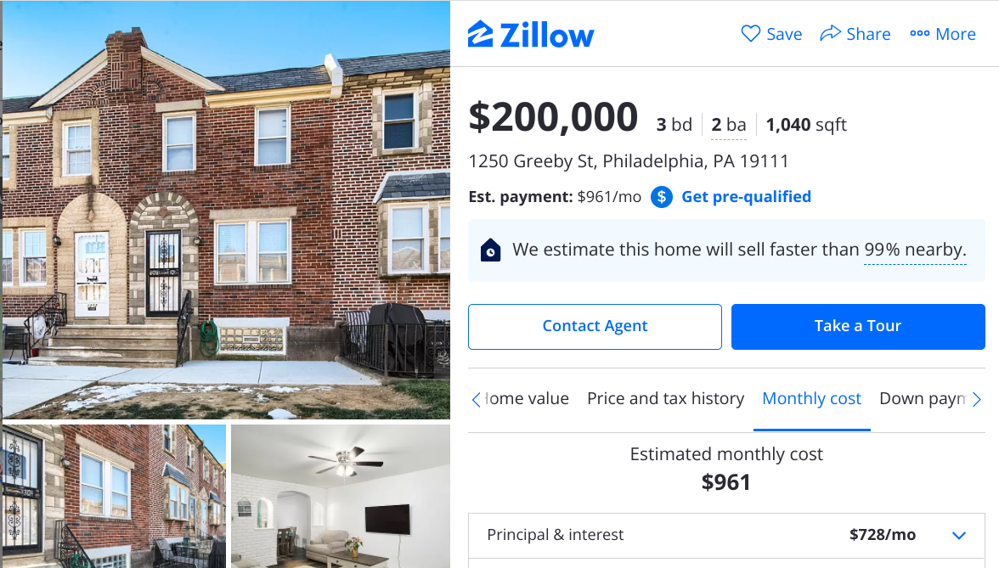 Zillow
Save Share More
$200,000 3 bd 2 ba 1,040 sqft
1250 Greeby St, Philadelphia, PA 19111
Est. payment: $961/mo $ Get pre-qualified
We estimate this home will sell faster than 99% nearby.
Contact Agent Take a Tour
ome value Price and tax history Monthly cost Down payn
Estimated monthly cost
$961
Principal & interest $728/mo